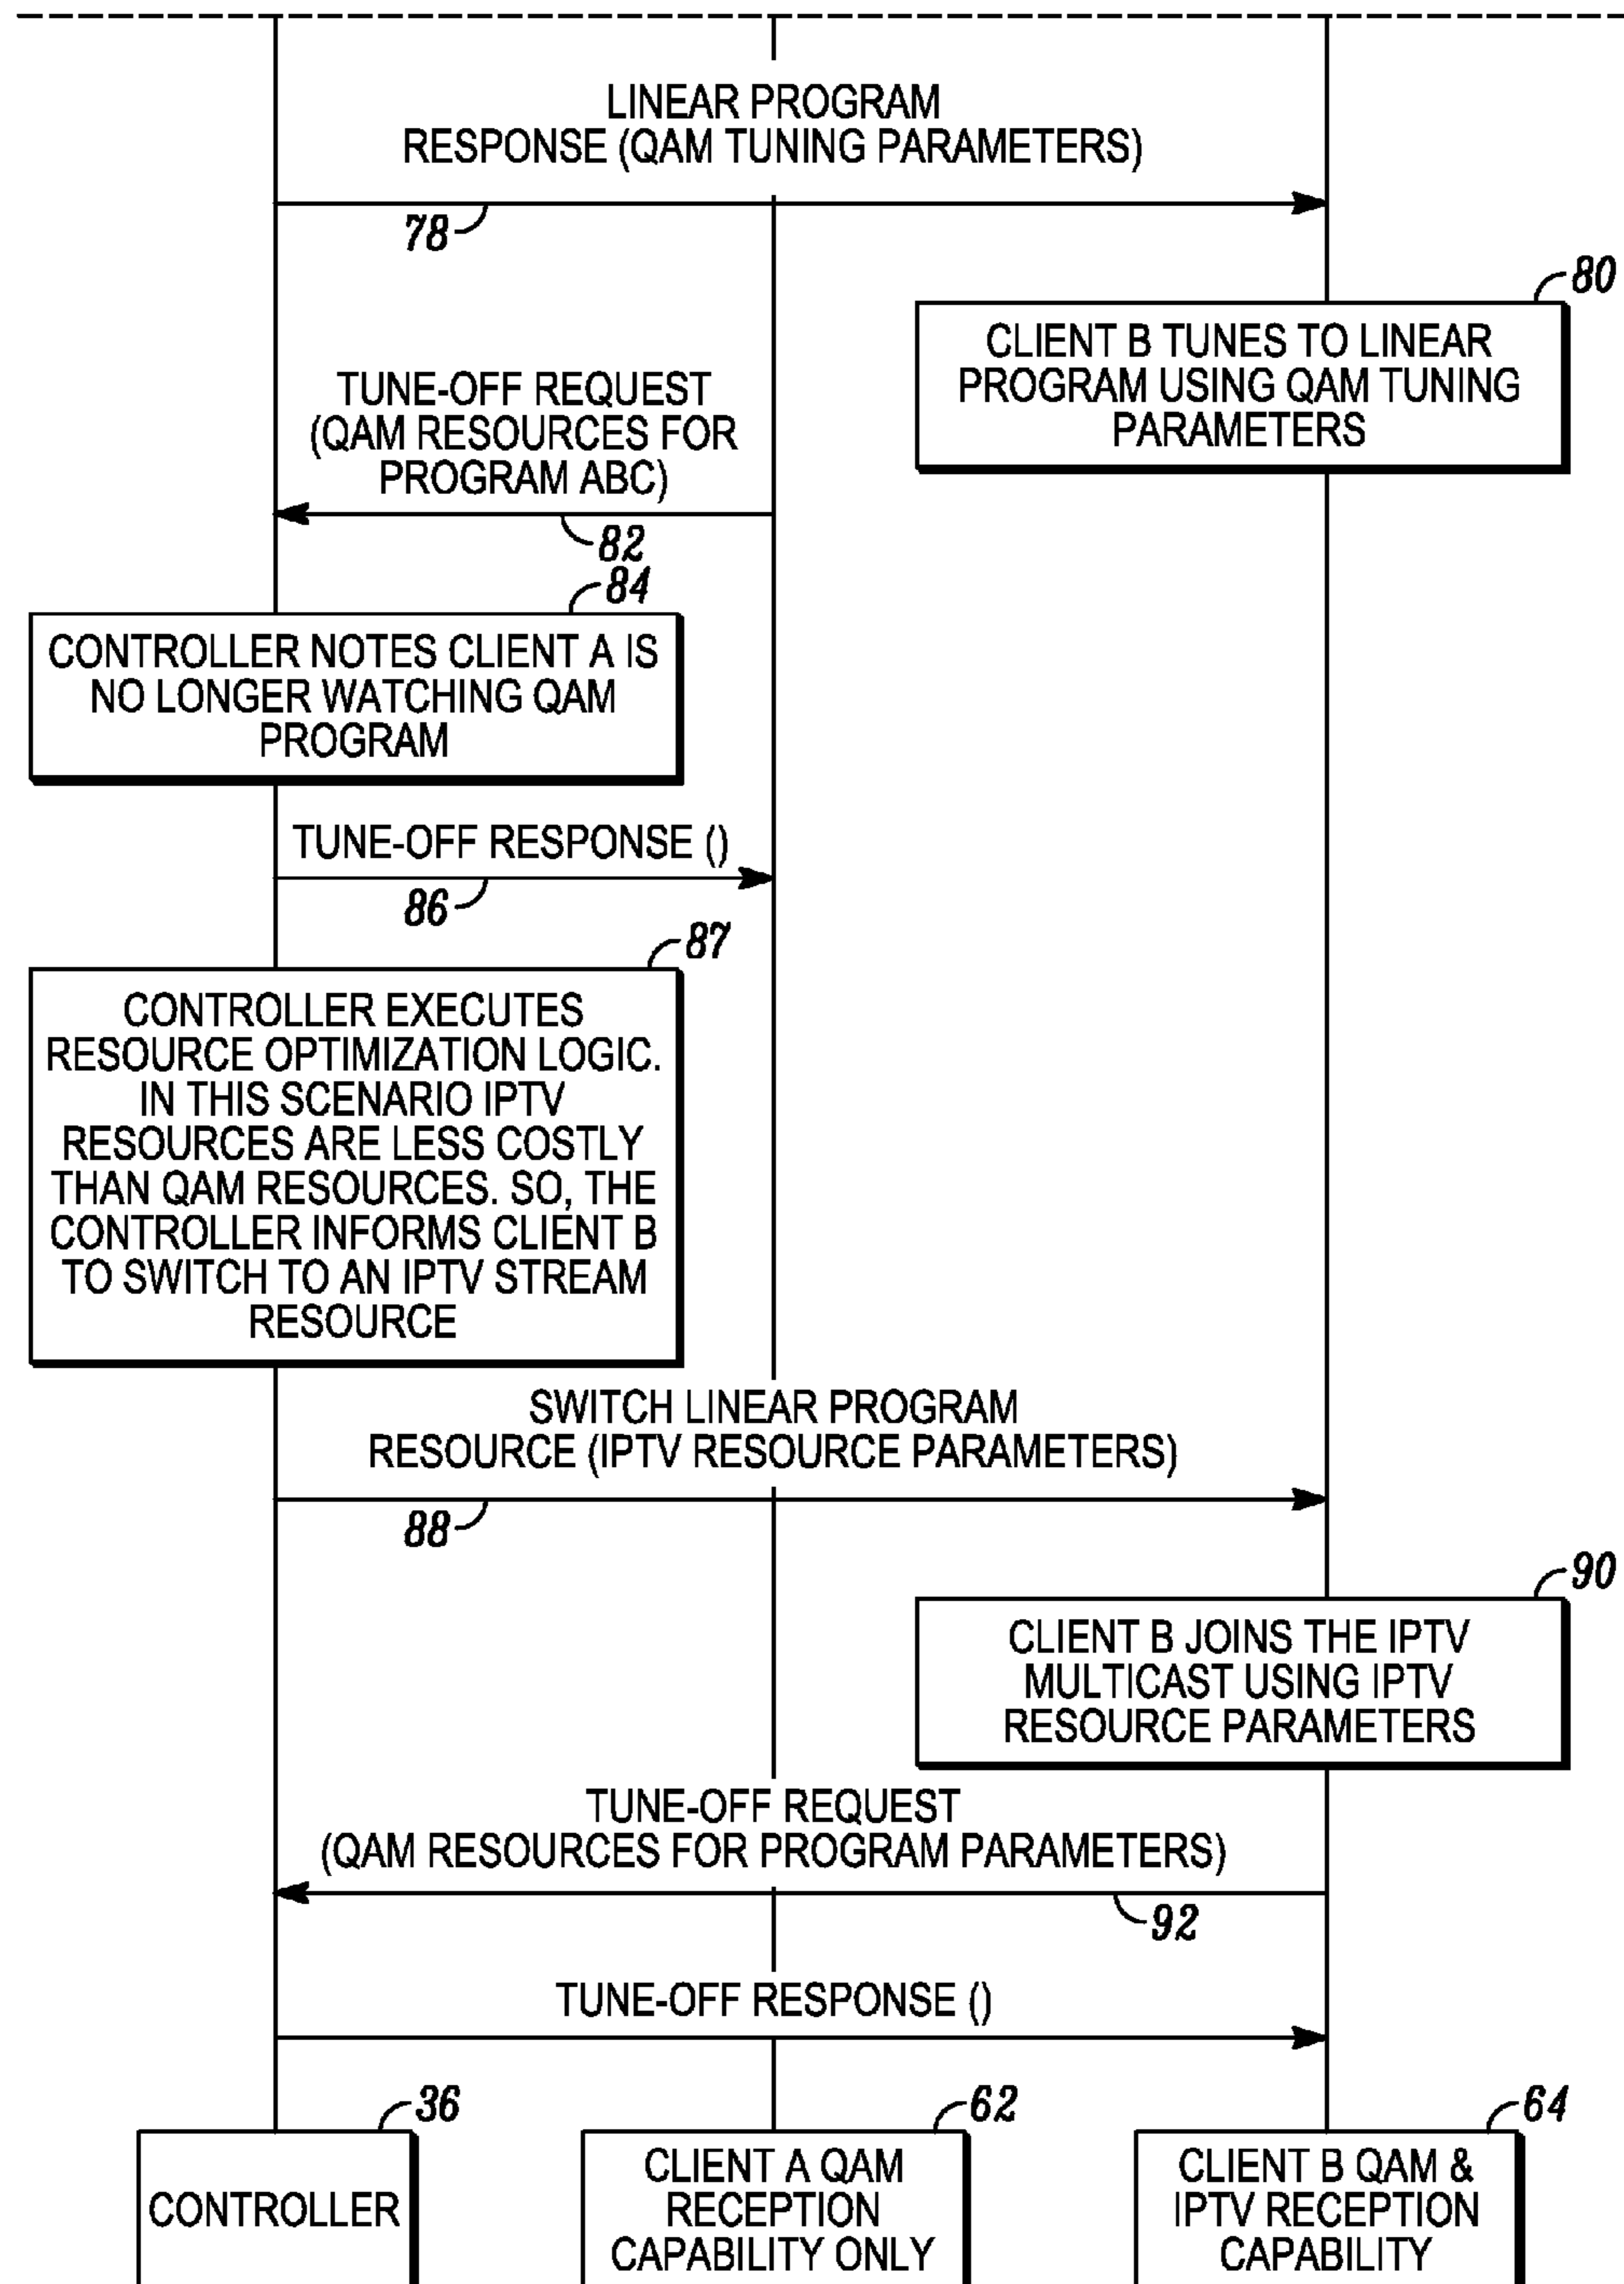 LINEAR PROGRAM
RESPONSE (QAM TUNING PARAMETERS)
78
80
CLIENT B TUNES TO LINEAR
PROGRAM USING QAM TUNING
PARAMETERS
TUNE-OFF REQUEST
(QAM RESOURCES FOR
PROGRAM ABC)
82
84
CONTROLLER NOTES CLIENT A IS
NO LONGER WATCHING QAM
PROGRAM
TUNE-OFF RESPONSE ()
86
87
CONTROLLER EXECUTES
RESOURCE OPTIMIZATION LOGIC.
IN THIS SCENARIO IPTV
RESOURCES ARE LESS COSTLY
THAN QAM RESOURCES. SO, THE
CONTROLLER INFORMS CLIENT B
TO SWITCH TO AN IPTV STREAM
RESOURCE
SWITCH LINEAR PROGRAM
RESOURCE (IPTV RESOURCE PARAMETERS)
88
90
CLIENT B JOINS THE IPTV
MULTICAST USING IPTV
RESOURCE PARAMETERS
TUNE-OFF REQUEST
(QAM RESOURCES FOR PROGRAM PARAMETERS)
92
TUNE-OFF RESPONSE ()
36
CONTROLLER
62
CLIENT A QAM
RECEPTION
CAPABILITY ONLY
64
CLIENT B QAM &
IPTV RECEPTION
CAPABILITY